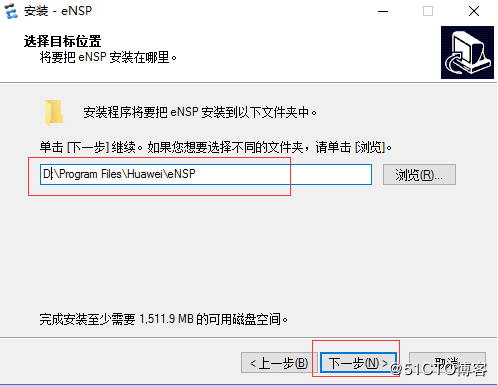 安装 - eNSP
选择目标位置
将要把 eNSP 安装在哪里。
安装程序将要把 eNSP 安装到以下文件夹中。
单击 [下一步] 继续。如果您想要选择不同的文件夹，请单击 [浏览]。
D:\Program Files\Huawei\eNSP
浏览(R)...
完成安装至少需要 1,511.9 MB 的可用磁盘空间。
< 上一步(B)
下一步(N) >
取消
@51CTO博客